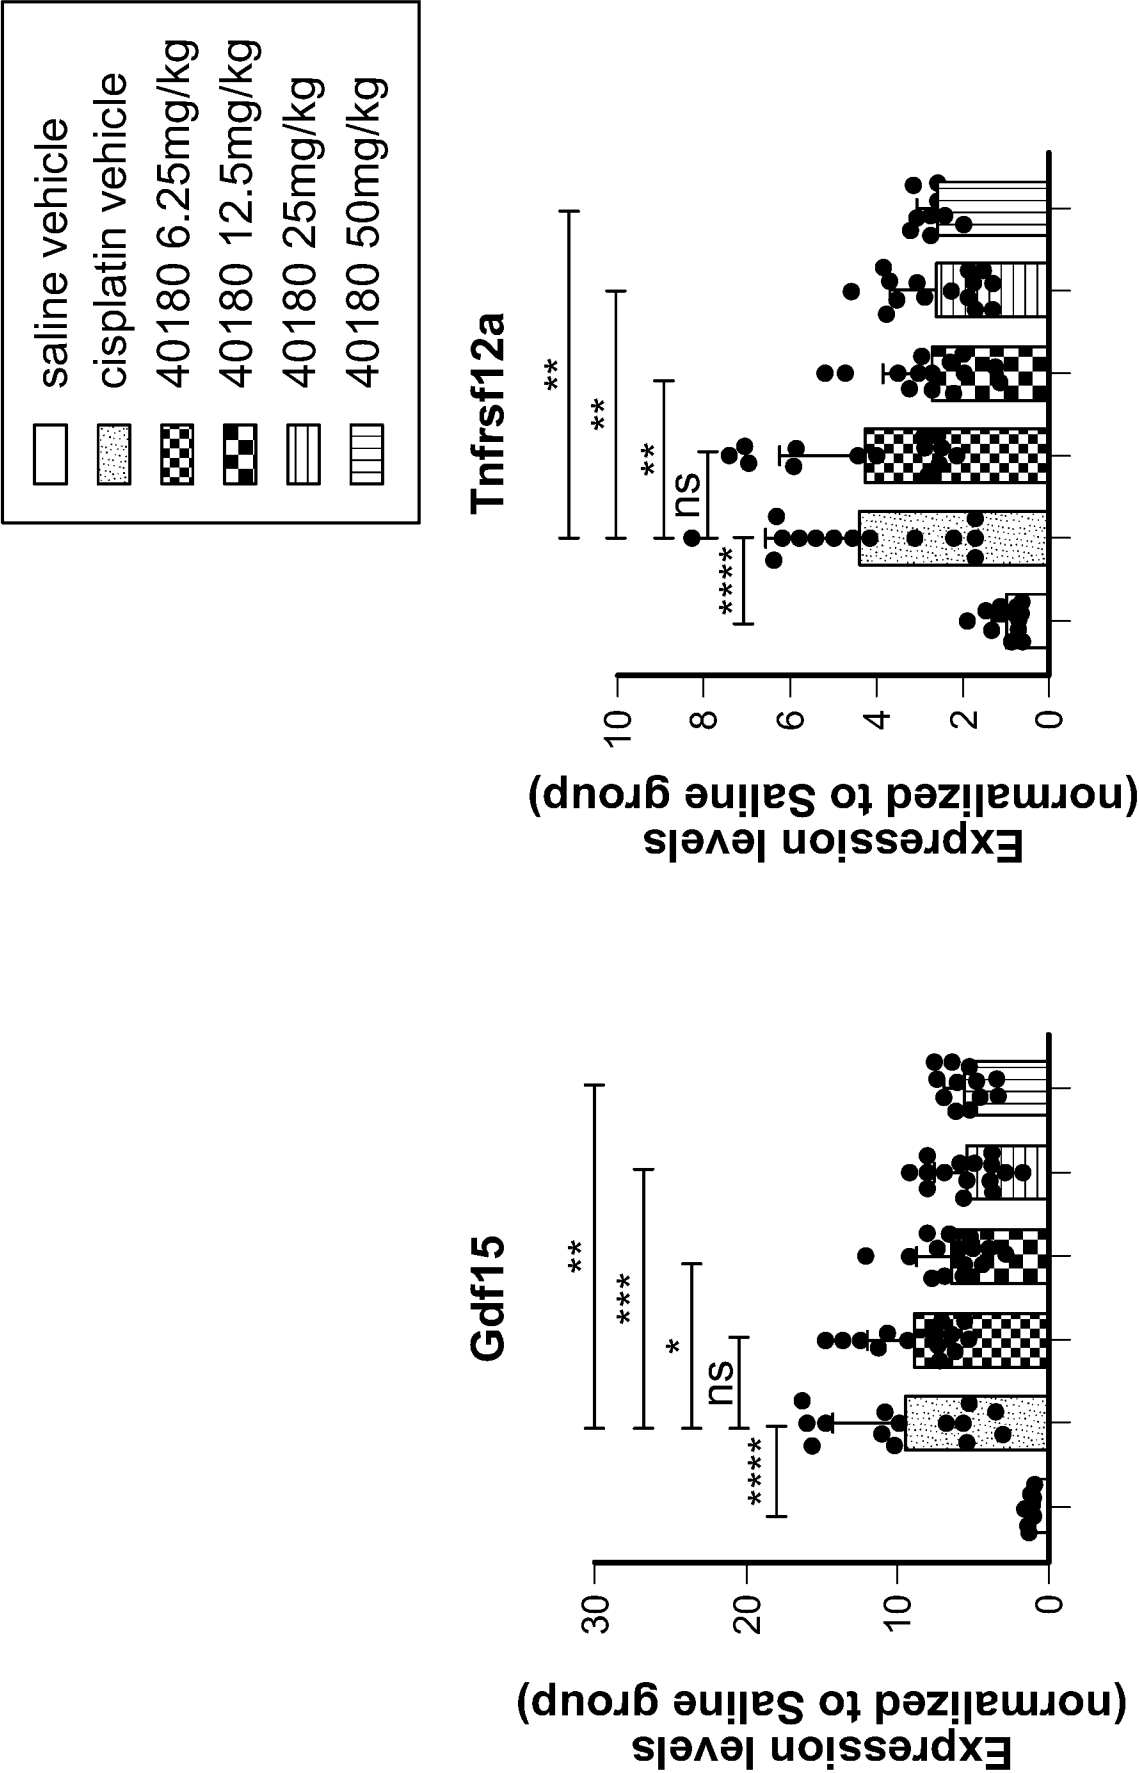 saline vehicle
cisplatin vehicle
40180 6.25mg/kg
40180 12.5mg/kg
40180 25mg/kg
40180 50mg/kg
Gdf15
Expression levels
(normalized to Saline group)
30
20
10
0
****
ns
*
***
**
Tnfrsf12a
Expression levels
(normalized to Saline group)
10
8
6
4
2
0
****
ns
**
**
**